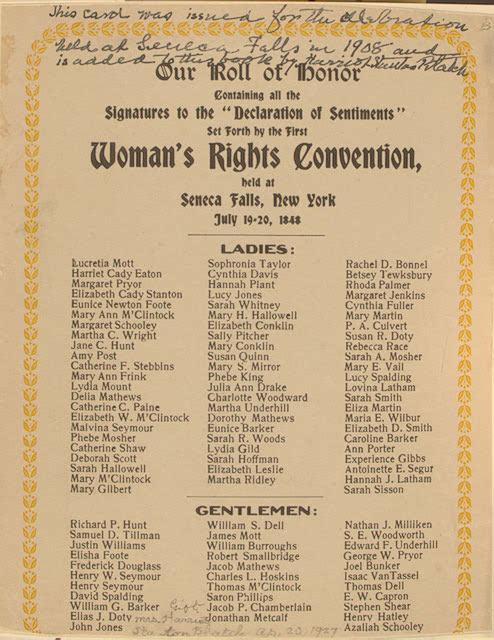 This card was issued for the celebration
held at Seneca Falls in 1908 and
is added to this book by Harriot Stanton Blatch
Our Roll of Honor
Containing all the
Signatures to the "Declaration of Sentiments"
Set Forth by the First
Woman's Rights Convention,
held at
Seneca Falls, New York
July 19-20, 1848
LADIES:
Lucretia Mott
Harriet Cady Eaton
Margaret Pryor
Elizabeth Cady Stanton
Eunice Newton Foote
Mary Ann M'Clintock
Margaret Schooley
Martha C. Wright
Jane C. Hunt
Amy Post
Catherine F. Stebbins
Mary Ann Frink
Lydia Mount
Delia Mathews
Catherine C. Paine
Elizabeth W. M'Clintock
Malvina Seymour
Phebe Mosher
Catherine Shaw
Deborah Scott
Sarah Hallowell
Mary M'Clintock
Mary Gilbert
Sophronia Taylor
Cynthia Davis
Hannah Plant
Lucy Jones
Sarah Whitney
Mary H. Hallowell
Elizabeth Conklin
Sally Pitcher
Mary Conklin
Susan Quinn
Mary S. Mirror
Phebe King
Julia Ann Drake
Charlotte Woodward
Martha Underhill
Dorothy Mathews
Eunice Barker
Sarah R. Woods
Lydia Gild
Sarah Hoffman
Elizabeth Leslie
Martha Ridley
Rachel D. Bonnel
Betsey Tewksbury
Rhoda Palmer
Margaret Jenkins
Cynthia Fuller
Mary Martin
P. A. Culvert
Susan R. Doty
Rebecca Race
Sarah A. Mosher
Mary E. Vail
Lucy Spalding
Lovina Latham
Sarah Smith
Eliza Martin
Maria E. Wilbur
Elizabeth D. Smith
Caroline Barker
Ann Porter
Experience Gibbs
Antoinette E. Segur
Hannah J. Latham
Sarah Sisson
GENTLEMEN:
Richard P. Hunt
Samuel D. Tillman
Justin Williams
Elisha Foote
Frederick Douglass
Henry W. Seymour
Henry Seymour
David Spalding
William G. Barker
Elias J. Doty
John Jones
William S. Dell
James Mott
William Burroughs
Robert Smallbridge
Jacob Mathews
Charles L. Hoskins
Thomas M'Clintock
Saron Phillips
Jacob P. Chamberlain
Jonathan Metcalf
Nathan J. Milliken
S. E. Woodworth
Edward F. Underhill
George W. Pryor
Joel Bunker
Isaac VanTassel
Thomas Dell
E. W. Capron
Stephen Shear
Henry Hatley
Azaliah Schooley
Gift
Mrs. Harriot
Stanton Blatch Ap. 20, 1927